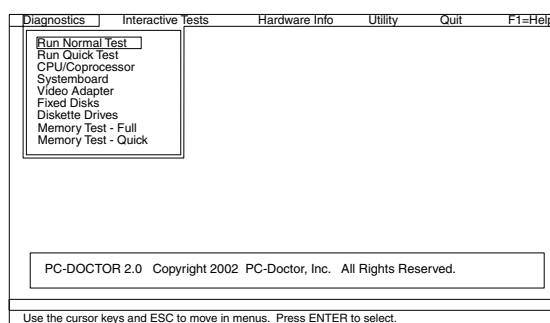 Diagnostics Interactive Tests Hardware Info Utility Quit F1=Help
Run Normal Test
Run Quick Test
CPU/Coprocessor
Systemboard
Video Adapter
Fixed Disks
Diskette Drives
Memory Test - Full
Memory Test - Quick
PC-DOCTOR 2.0 Copyright 2002 PC-Doctor, Inc. All Rights Reserved.
Use the cursor keys and ESC to move in menus. Press ENTER to select.